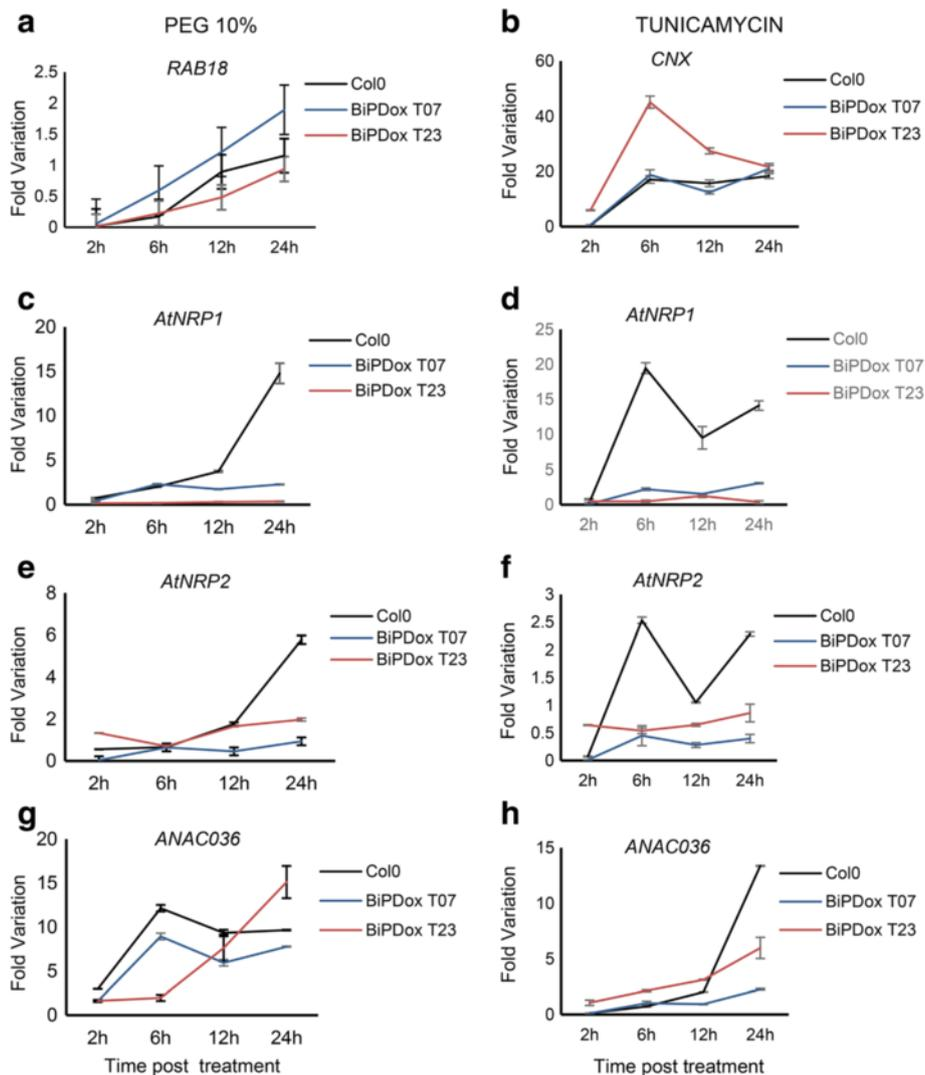 a
PEG 10%
RAB18
Fold Variation
2.5
2
1.5
1
0.5
0
2h 6h 12h 24h
Col0
BiPDox T07
BiPDox T23
b
TUNICAMYCIN
CNX
Fold Variation
60
40
20
0
2h 6h 12h 24h
Col0
BiPDox T07
BiPDox T23
c
AtNRP1
Fold Variation
20
15
10
5
0
2h 6h 12h 24h
Col0
BiPDox T07
BiPDox T23
d
AtNRP1
Fold Variation
25
20
15
10
5
0
2h 6h 12h 24h
Col0
BiPDox T07
BiPDox T23
e
AtNRP2
Fold Variation
8
6
4
2
0
2h 6h 12h 24h
Col0
BiPDox T07
BiPDox T23
f
AtNRP2
Fold Variation
3
2.5
2
1.5
1
0.5
0
2h 6h 12h 24h
Col0
BiPDox T07
BiPDox T23
g
ANAC036
Fold Variation
20
15
10
5
0
2h 6h 12h 24h
Time post treatment
Col0
BiPDox T07
BiPDox T23
h
ANAC036
Fold Variation
15
10
5
0
2h 6h 12h 24h
Time post treatment
Col0
BiPDox T07
BiPDox T23